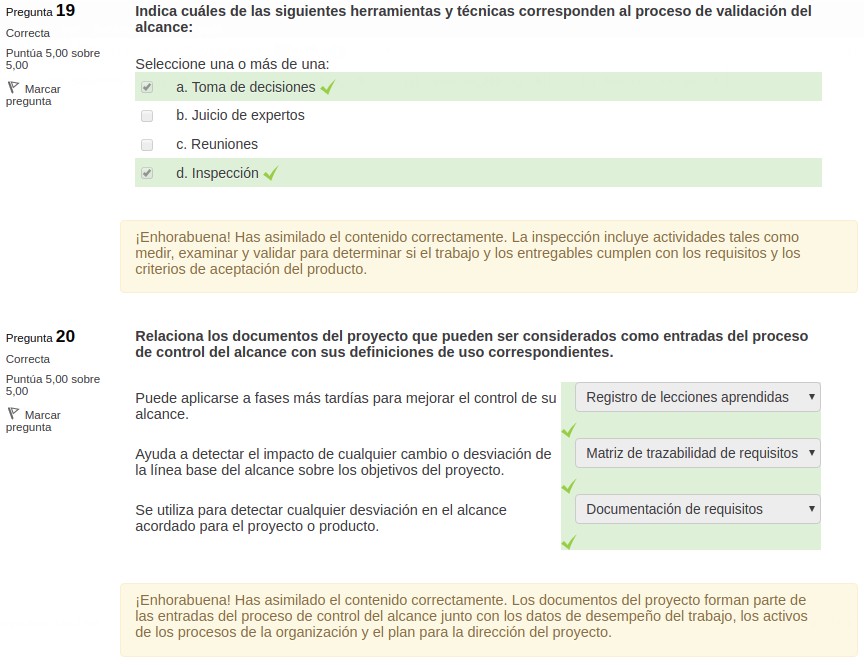 Pregunta 19
Correcta
Puntúa 5,00 sobre
5,00
Marcar
pregunta
Indica cuáles de las siguientes herramientas y técnicas corresponden al proceso de validación del
alcance:
Seleccione una o más de una:
a. Toma de decisiones
b. Juicio de expertos
c. Reuniones
d. Inspección
¡Enhorabuena! Has asimilado el contenido correctamente. La inspección incluye actividades tales como
medir, examinar y validar para determinar si el trabajo y los entregables cumplen con los requisitos y los
criterios de aceptación del producto.
Pregunta 20
Correcta
Puntúa 5,00 sobre
5,00
Marcar
pregunta
Relaciona los documentos del proyecto que pueden ser considerados como entradas del proceso
de control del alcance con sus definiciones de uso correspondientes.
Puede aplicarse a fases más tardías para mejorar el control de su
alcance.
Registro de lecciones aprendidas
Ayuda a detectar el impacto de cualquier cambio o desviación de
la línea base del alcance sobre los objetivos del proyecto.
Matriz de trazabilidad de requisitos
Se utiliza para detectar cualquier desviación en el alcance
acordado para el proyecto o producto.
Documentación de requisitos
¡Enhorabuena! Has asimilado el contenido correctamente. Los documentos del proyecto forman parte de
las entradas del proceso de control del alcance junto con los datos de desempeño del trabajo, los activos
de los procesos de la organización y el plan para la dirección del proyecto.